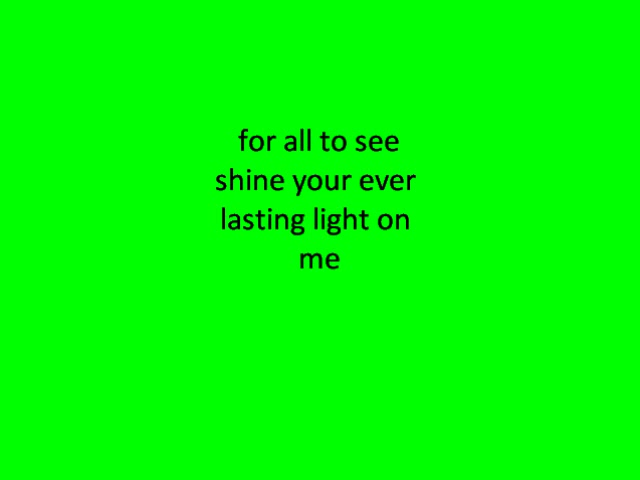 for all to see
shine your ever
lasting light on
me